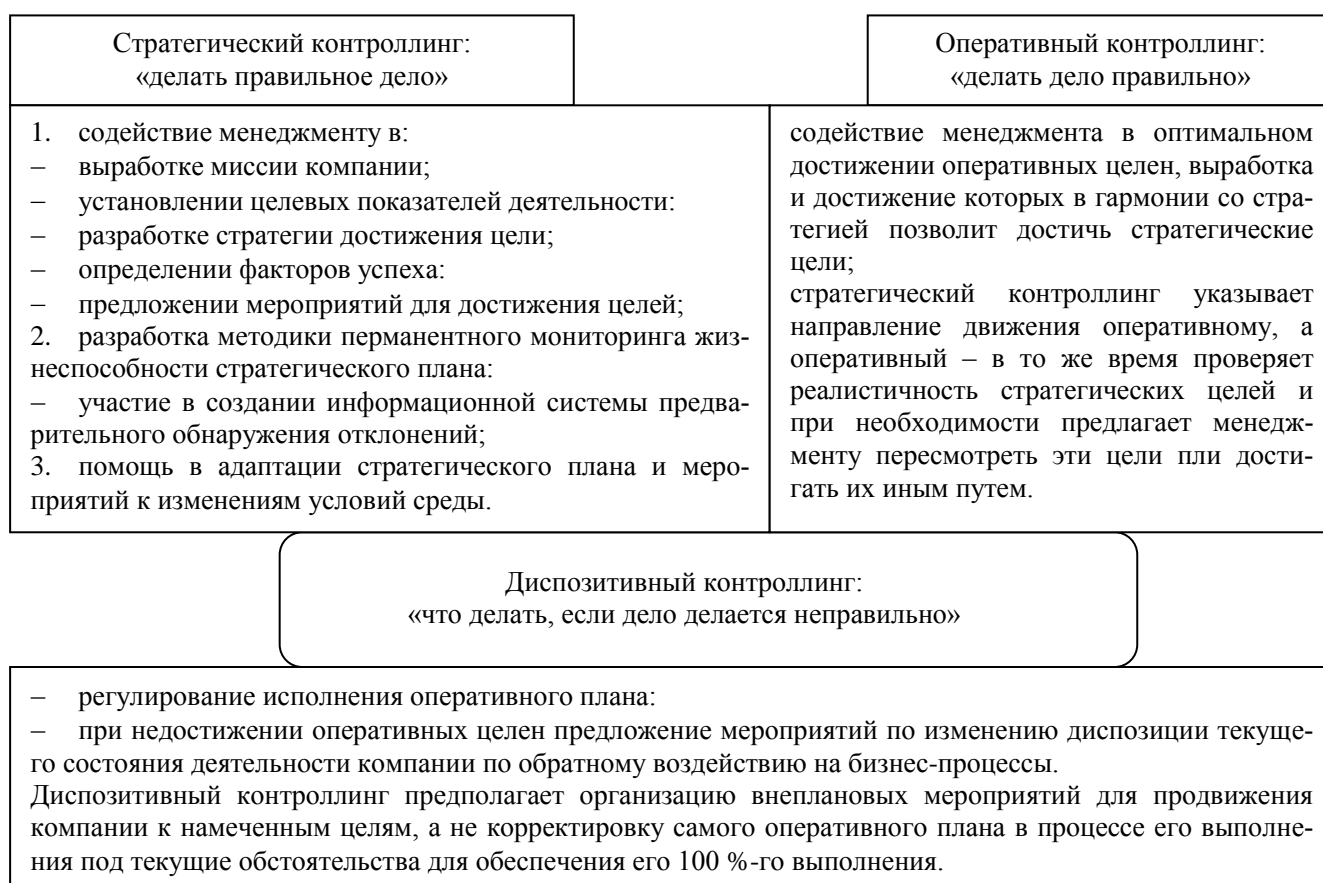 Стратегический контроллинг:
«делать правильное дело»
Оперативный контроллинг:
«делать дело правильно»
1. содействие менеджменту в:
– выработке миссии компании;
– установлении целевых показателей деятельности:
– разработке стратегии достижения цели;
– определении факторов успеха:
– предложении мероприятий для достижения целей;
2. разработка методики перманентного мониторинга жиз-
неспособности стратегического плана:
– участие в создании информационной системы предва-
рительного обнаружения отклонений;
3. помощь в адаптации стратегического плана и меро-
приятий к изменениям условий среды.
содействие менеджмента в оптимальном
достижении оперативных целен, выработка
и достижение которых в гармонии со стра-
тегией позволит достичь стратегические
цели;
стратегический контроллинг указывает
направление движения оперативному, а
оперативный – в то же время проверяет
реалистичность стратегических целей и
при необходимости предлагает менедж-
менту пересмотреть эти цели пли дости-
гать их иным путем.
Диспозитивный контроллинг:
«что делать, если дело делается неправильно»
– регулирование исполнения оперативного плана:
– при недостижении оперативных целен предложение мероприятий по изменению диспозиции текуще-
го состояния деятельности компании по обратному воздействию на бизнес-процессы.
Диспозитивный контроллинг предполагает организацию внеплановых мероприятий для продвижения
компании к намеченным целям, а не корректировку самого оперативного плана в процессе его выполне-
ния под текущие обстоятельства для обеспечения его 100 %-го выполнения.